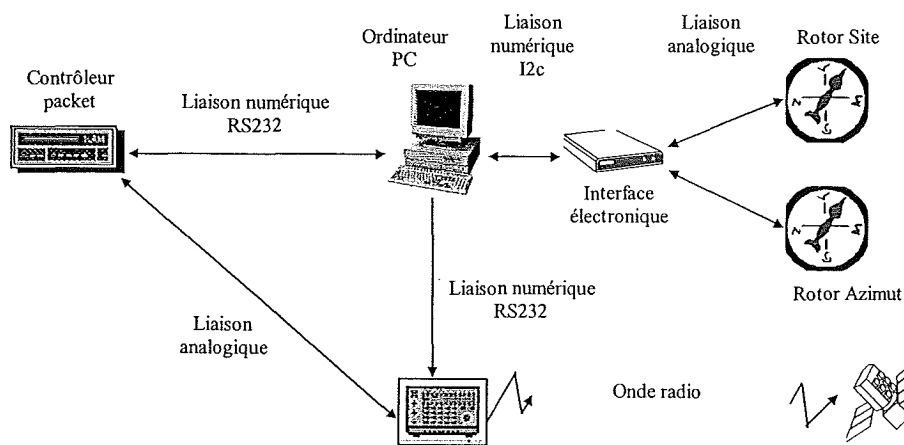 Contrôleur
packet
Liaison numérique
RS232
Ordinateur
PC
Liaison
numérique
I2c
Liaison
analogique
Rotor Site
Interface
électronique
Rotor Azimut
Liaison numérique
RS232
Liaison
analogique
Onde radio